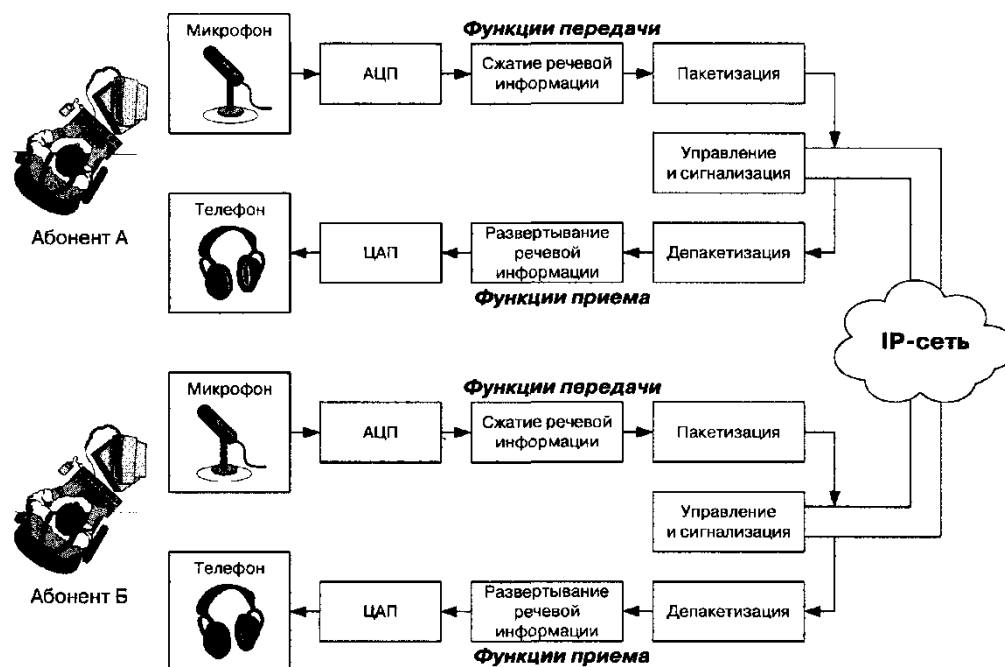 Функции передачи
Микрофон
АЦП
Сжатие речевой
информации
Пакетизация
Управление
и сигнализация
Абонент А
Телефон
ЦАП
Развертывание
речевой
информации
Депакетизация
Функции приема
IP-сеть
Функции передачи
Микрофон
АЦП
Сжатие речевой
информации
Пакетизация
Управление
и сигнализация
Абонент Б
Телефон
ЦАП
Развертывание
речевой
информации
Депакетизация
Функции приема